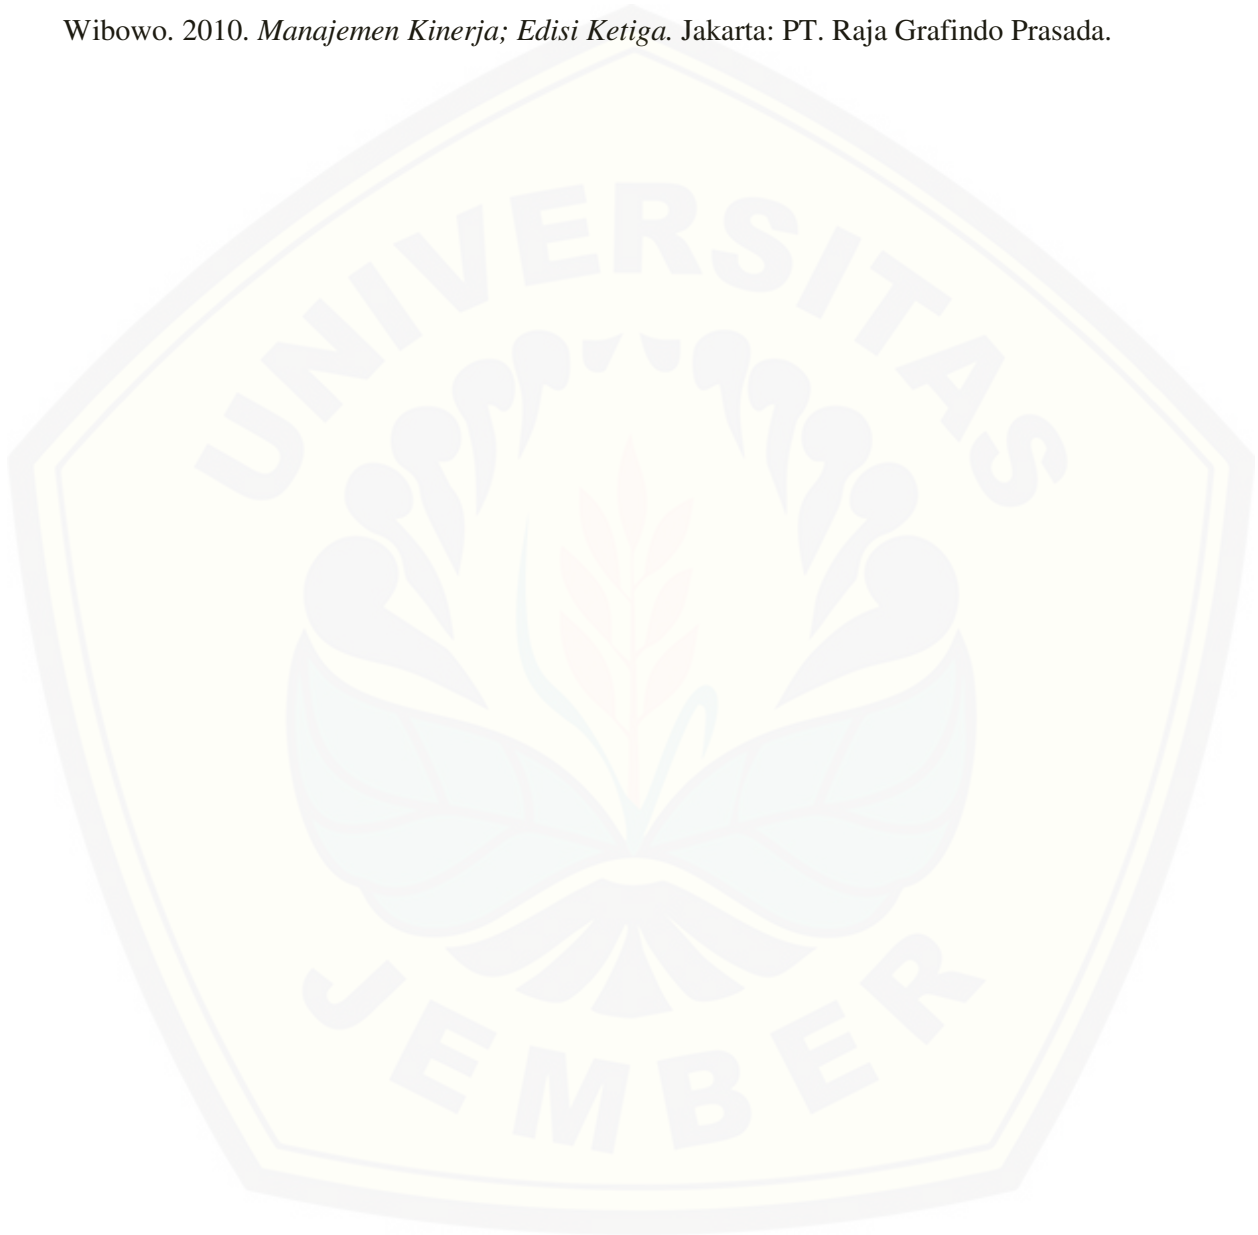 Wibowo. 2010. Manajemen Kinerja; Edisi Ketiga. Jakarta: PT. Raja Grafindo Prasada.
UNIVERSITAS
JEMBER